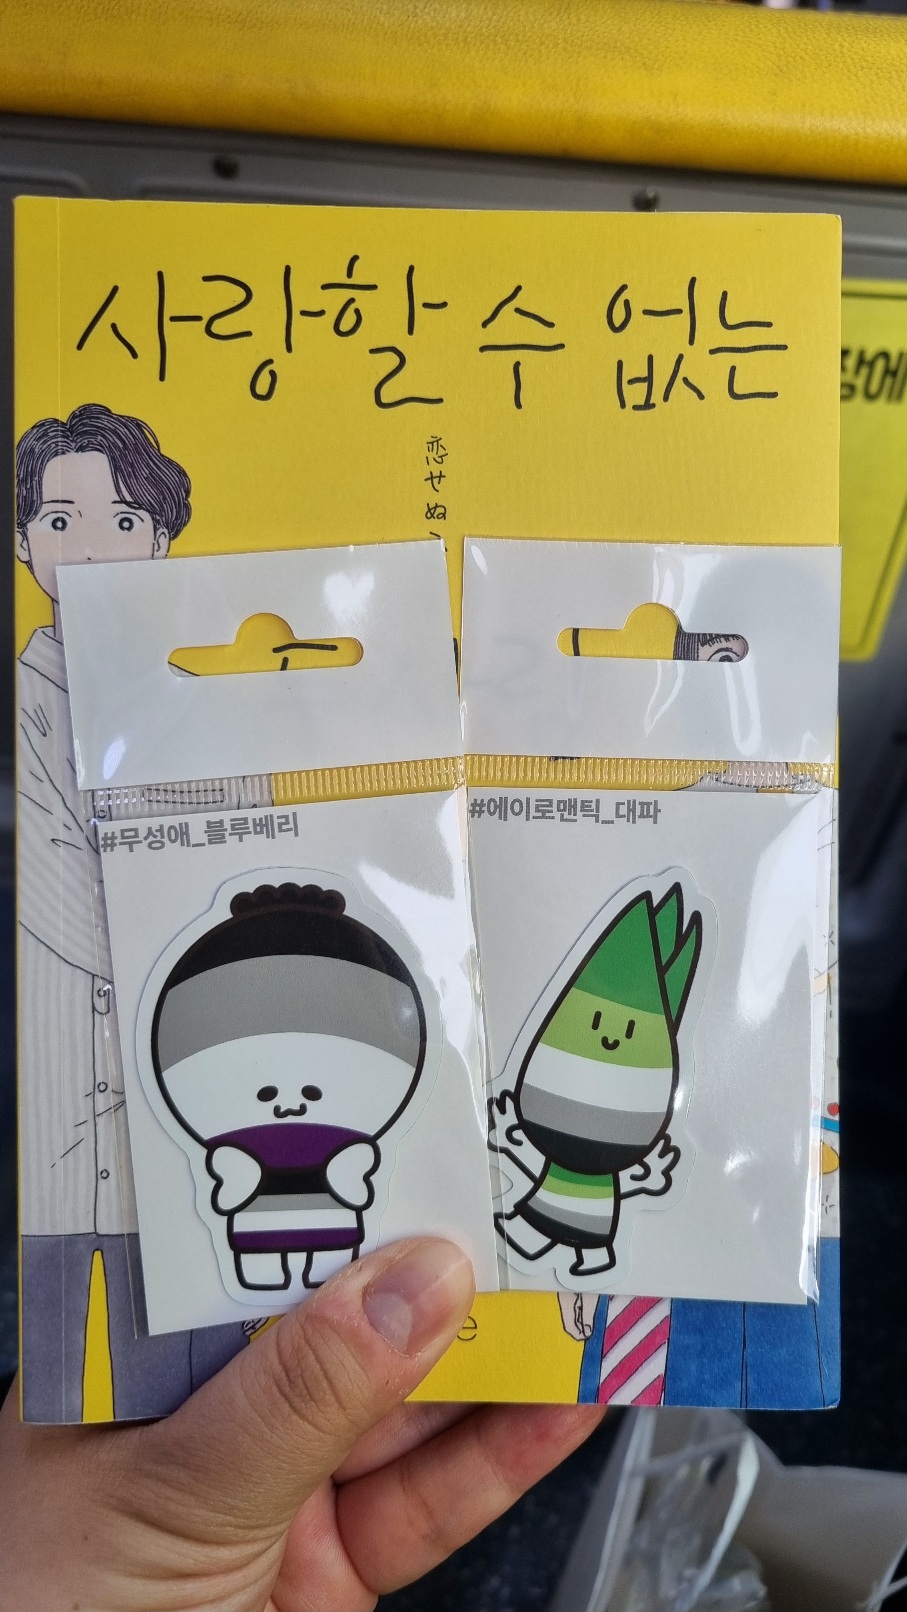 사랑할 수 없는
恋せぬ
#무성애_블루베리
#에이로맨틱_대파